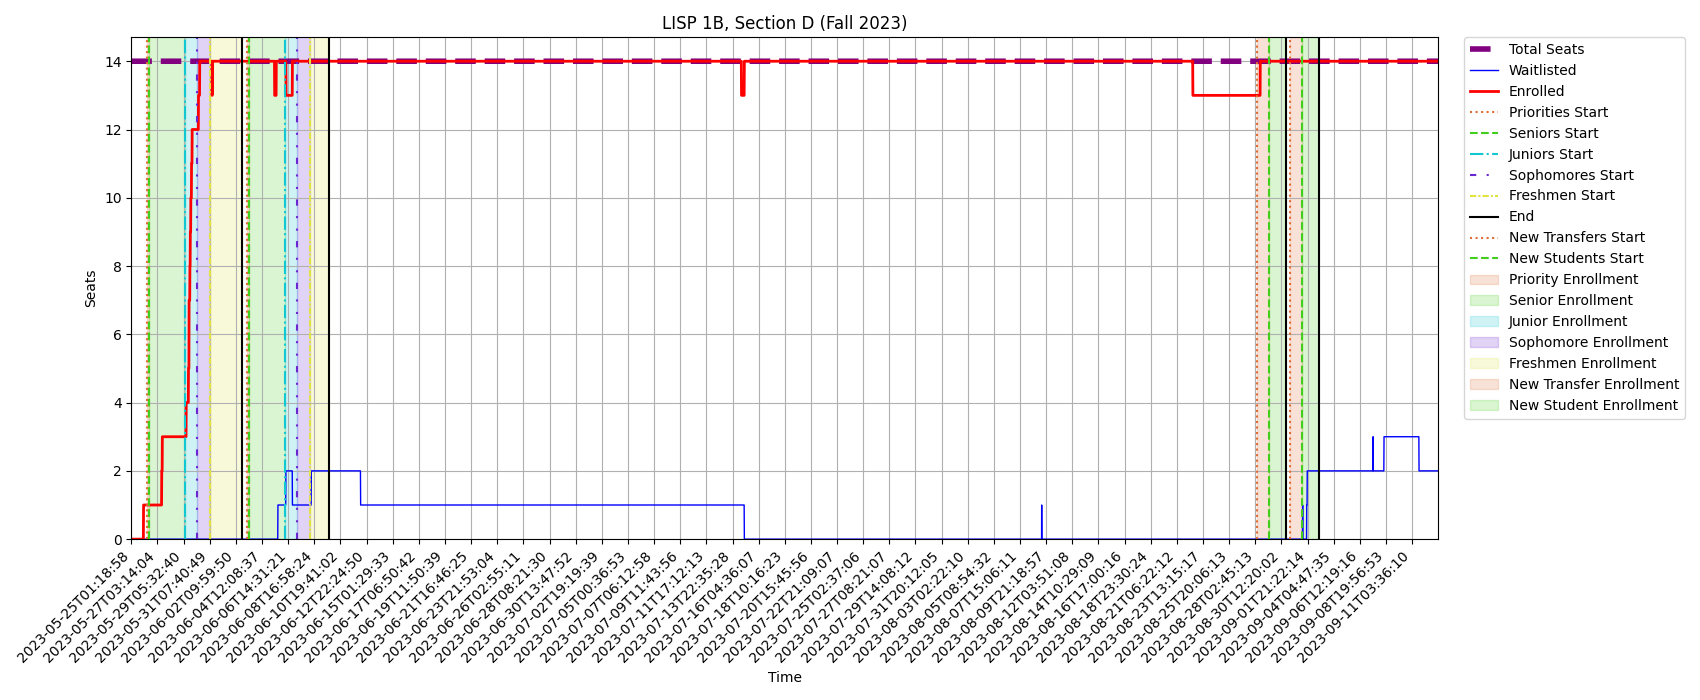 LISP 1B, Section D (Fall 2023)
Seats
14
12
10
8
6
4
2
0
2023-05-25T01:18:58
2023-05-27T03:14:04
2023-05-29T05:32:40
2023-05-31T07:40:49
2023-06-02T09:59:50
2023-06-04T12:08:37
2023-06-06T14:31:21
2023-06-08T16:58:24
2023-06-10T19:41:02
2023-06-12T22:24:50
2023-06-15T01:29:33
2023-06-17T06:50:42
2023-06-19T11:50:39
2023-06-21T16:46:25
2023-06-23T21:53:04
2023-06-26T02:55:11
2023-06-28T08:21:30
2023-06-30T13:47:52
2023-07-02T19:19:39
2023-07-05T00:36:53
2023-07-07T06:12:58
2023-07-09T11:43:56
2023-07-11T17:12:13
2023-07-13T22:35:28
2023-07-16T04:36:07
2023-07-18T10:16:23
2023-07-20T15:45:56
2023-07-22T21:09:07
2023-07-25T02:37:06
2023-07-27T08:21:07
2023-07-29T14:08:12
2023-07-31T20:12:05
2023-08-03T02:22:10
2023-08-05T08:54:32
2023-08-07T15:06:11
2023-08-09T21:18:57
2023-08-12T03:51:08
2023-08-14T10:29:09
2023-08-16T17:00:16
2023-08-18T23:30:24
2023-08-21T06:22:12
2023-08-23T13:15:17
2023-08-25T20:06:13
2023-08-28T02:45:13
2023-08-30T12:20:02
2023-09-01T21:22:14
2023-09-04T04:47:35
2023-09-06T12:19:16
2023-09-08T19:56:53
2023-09-11T03:36:10
Time
Total Seats
Waitlisted
Enrolled
Priorities Start
Seniors Start
Juniors Start
Sophomores Start
Freshmen Start
End
New Transfers Start
New Students Start
Priority Enrollment
Senior Enrollment
Junior Enrollment
Sophomore Enrollment
Freshmen Enrollment
New Transfer Enrollment
New Student Enrollment